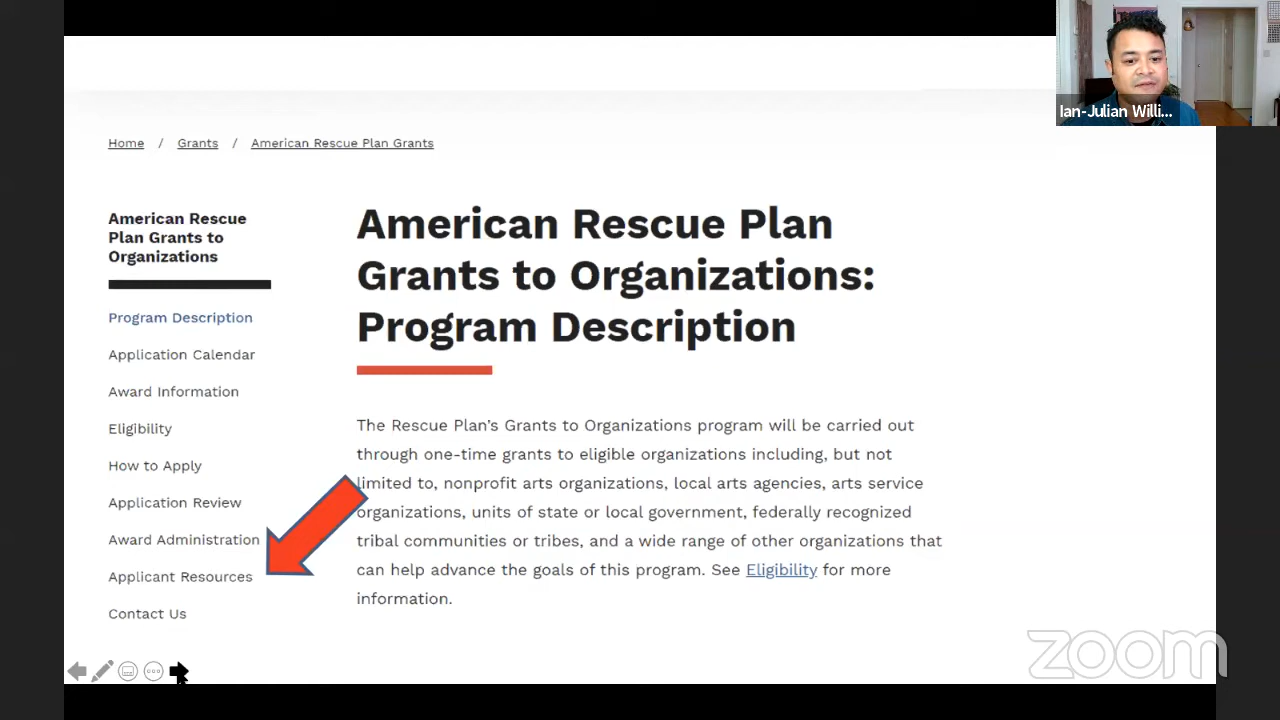 Ian-Julian Willi...
Home / Grants / American Rescue Plan Grants
American Rescue
Plan Grants to
Organizations
Program Description
Application Calendar
Award Information
Eligibility
How to Apply
Application Review
Award Administration
Applicant Resources
Contact Us
American Rescue Plan
Grants to Organizations:
Program Description
The Rescue Plan’s Grants to Organizations program will be carried out
through one-time grants to eligible organizations including, but not
limited to, nonprofit arts organizations, local arts agencies, arts service
organizations, units of state or local government, federally recognized
tribal communities or tribes, and a wide range of other organizations that
can help advance the goals of this program. See Eligibility for more
information.
zoom